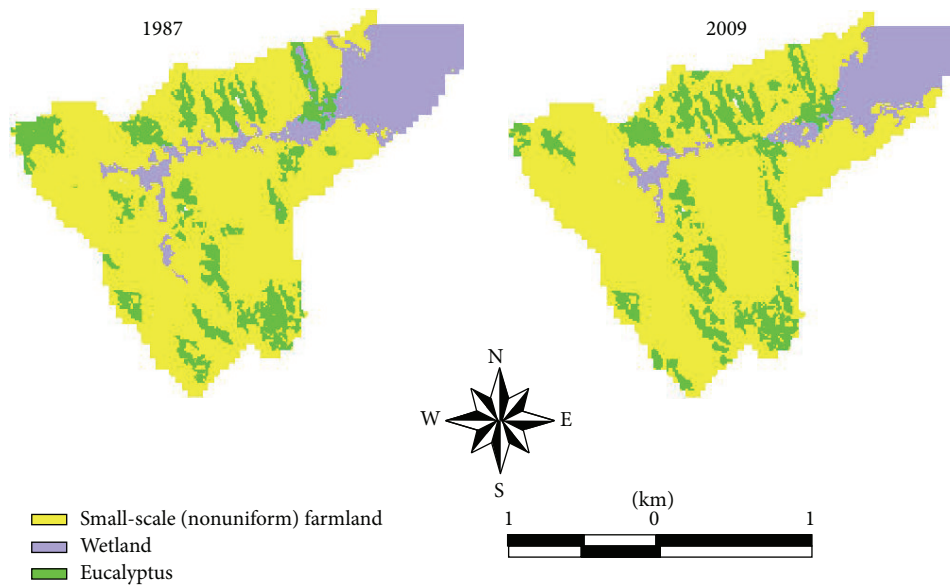 1987
2009
N
W E
S
Small-scale (nonuniform) farmland
Wetland
Eucalyptus
(km)
1 0 1